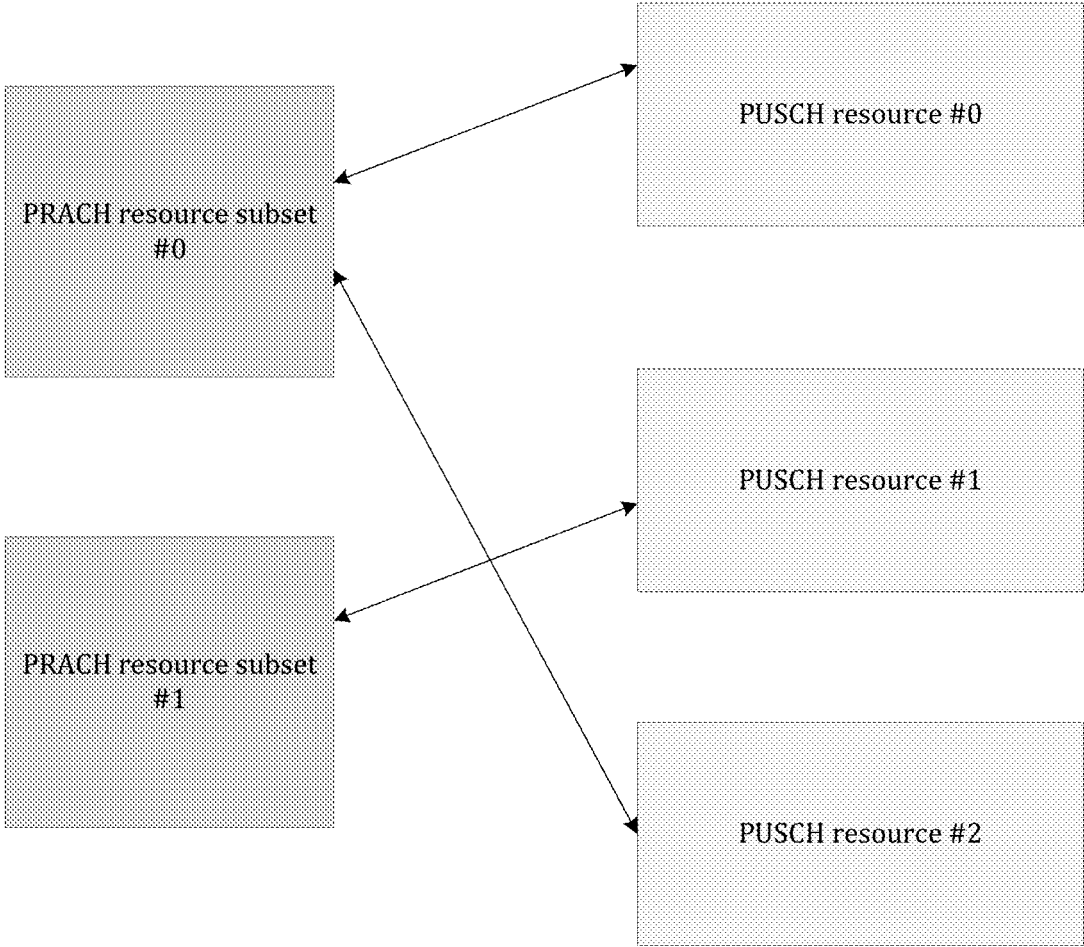 PRACH resource subset
#0
PRACH resource subset
#1
PUSCH resource #0
PUSCH resource #1
PUSCH resource #2